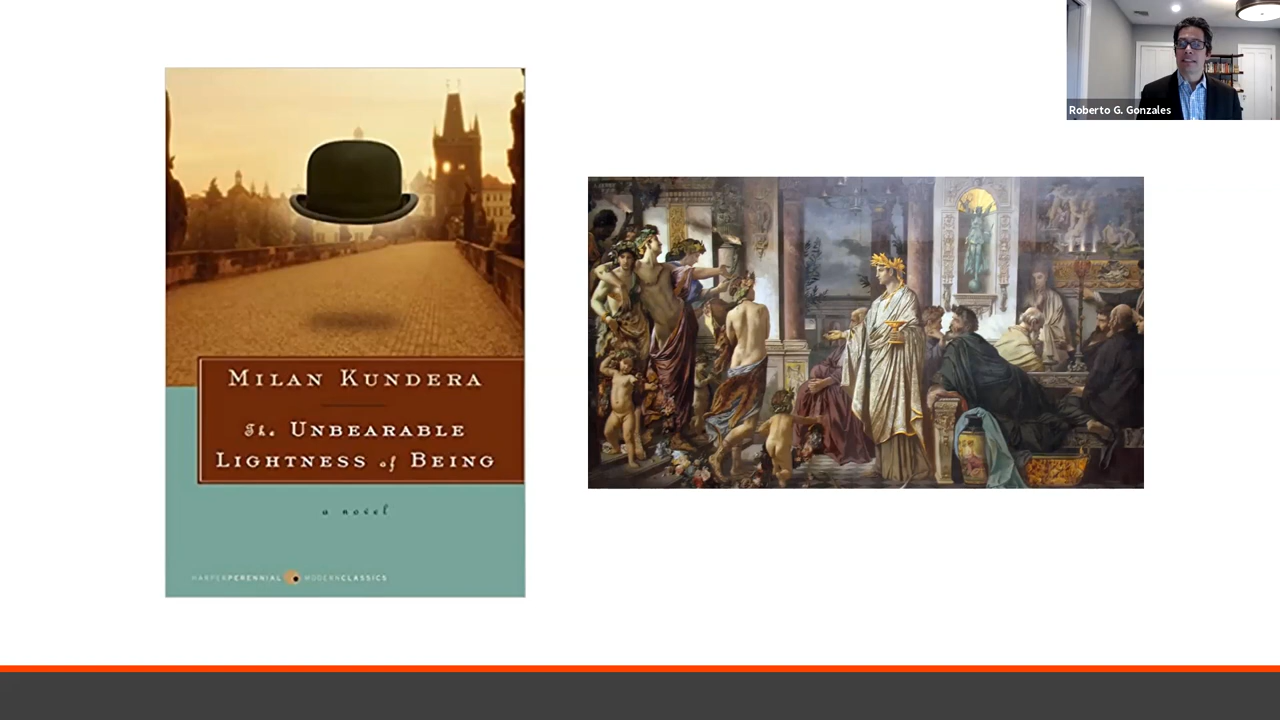 Roberto G. Gonzales
MILAN KUNDERA
The UNBEARABLE
LIGHTNESS of BEING
a novel
HARPERPERENNIAL MODERNCLASSICS